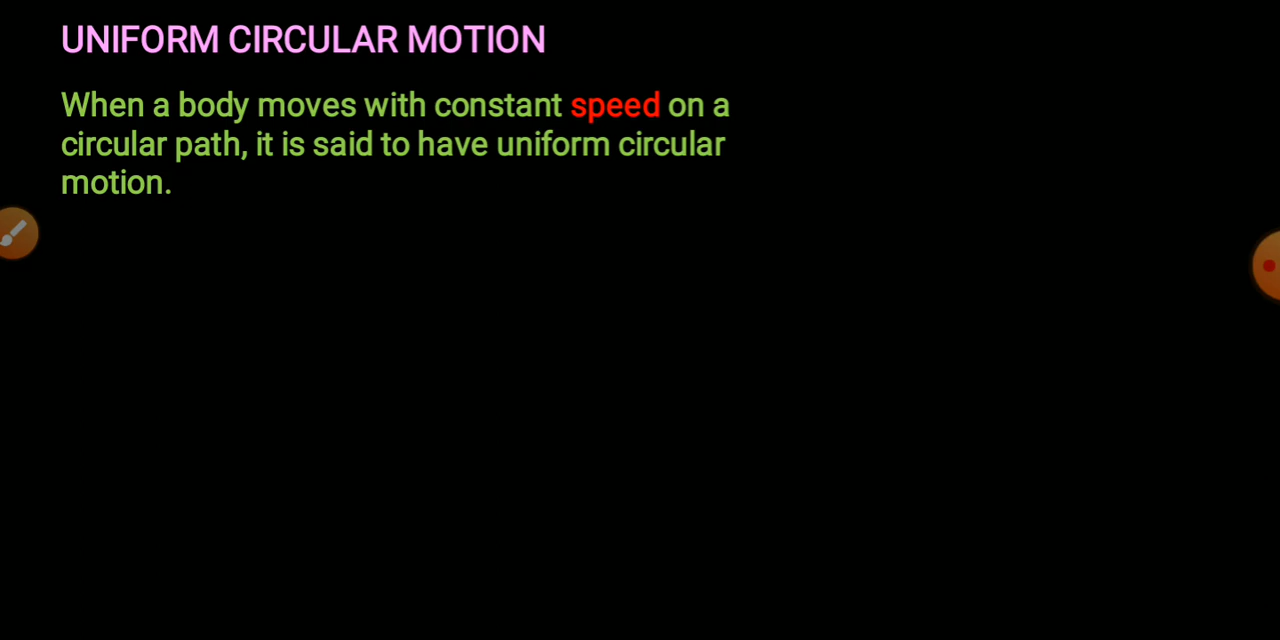 UNIFORM CIRCULAR MOTION
When a body moves with constant speed on a
circular path, it is said to have uniform circular
motion.